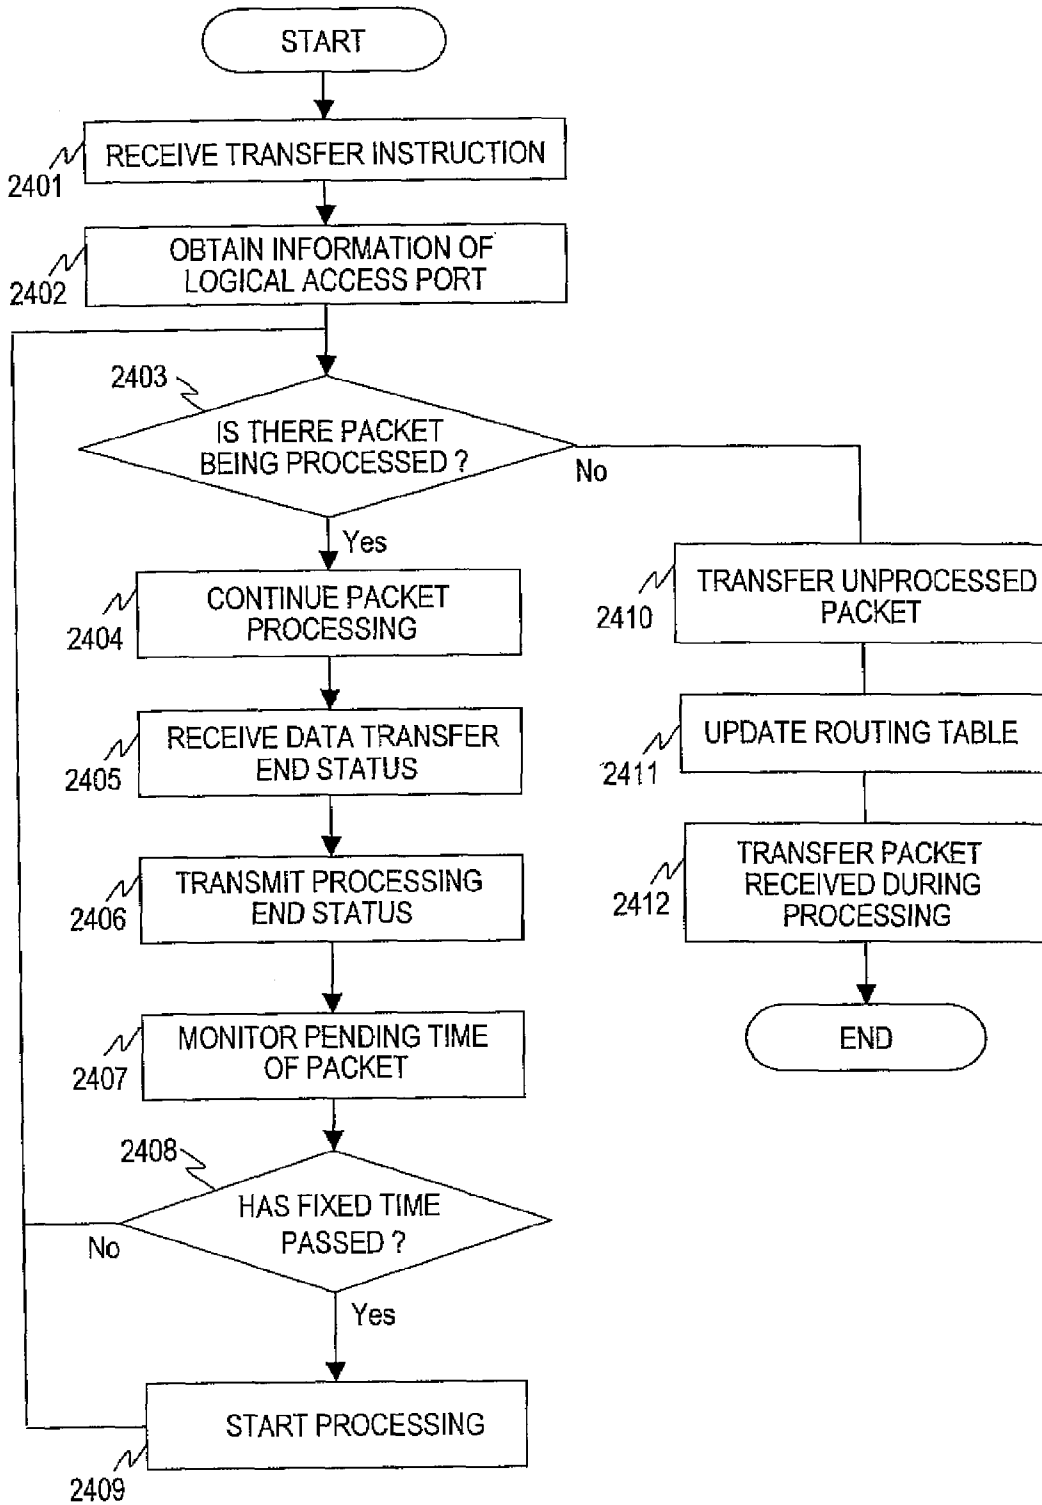 START
RECEIVE TRANSFER INSTRUCTION
2401
OBTAIN INFORMATION OF
LOGICAL ACCESS PORT
2402
2403
IS THERE PACKET
BEING PROCESSED ?
No
Yes
CONTINUE PACKET
PROCESSING
2404
RECEIVE DATA TRANSFER
END STATUS
2405
TRANSMIT PROCESSING
END STATUS
2406
MONITOR PENDING TIME
OF PACKET
2407
2408
HAS FIXED TIME
PASSED ?
No
Yes
START PROCESSING
2409
TRANSFER UNPROCESSED
PACKET
2410
UPDATE ROUTING TABLE
2411
TRANSFER PACKET
RECEIVED DURING
PROCESSING
2412
END